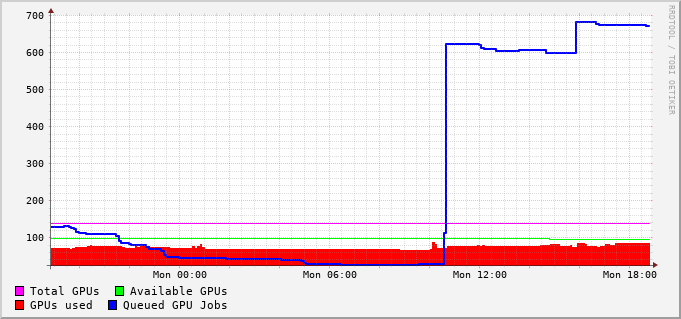 700
600
500
400
300
200
100
Mon 00:00 Mon 06:00 Mon 12:00 Mon 18:00
Total GPUs Available GPUs
GPUs used Queued GPU Jobs
RRDTOOL / TOBI OETIKER